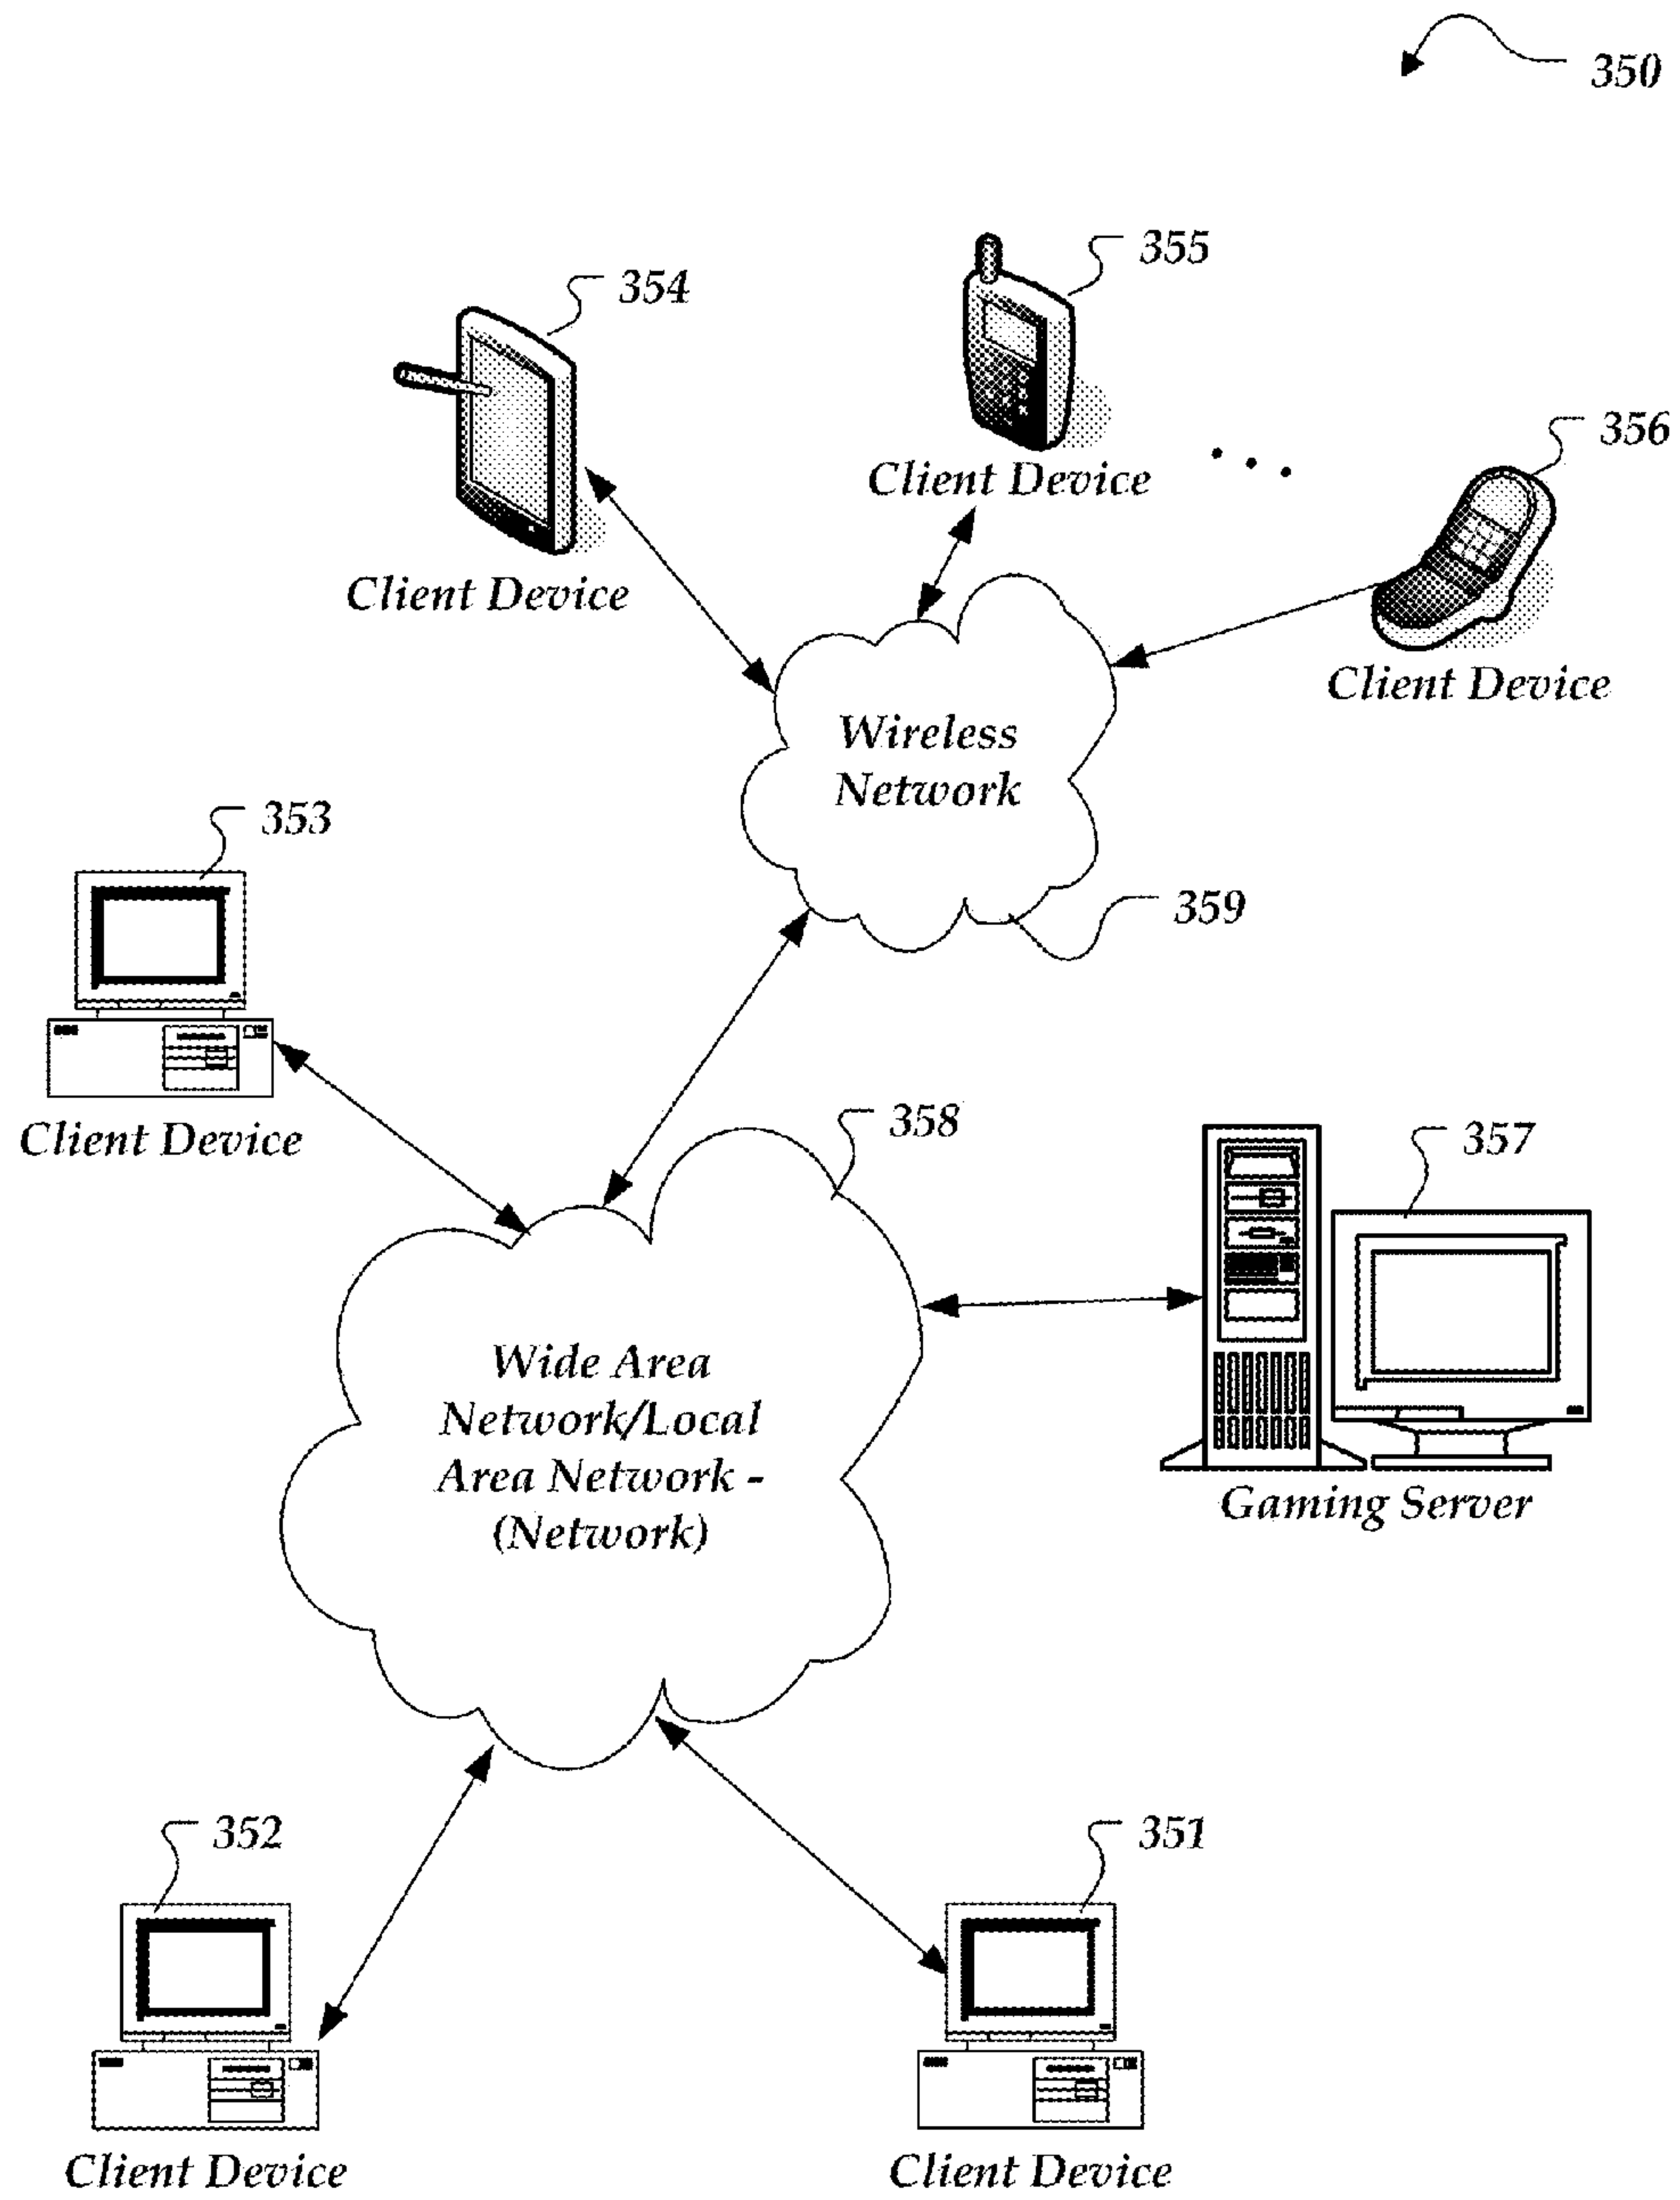 350
355
354
356
Client Device
Client Device
Client Device
Wireless
Network
353
359
358
357
Client Device
Wide Area
Network/Local
Area Network -
(Network)
Gaming Server
352
351
Client Device
Client Device